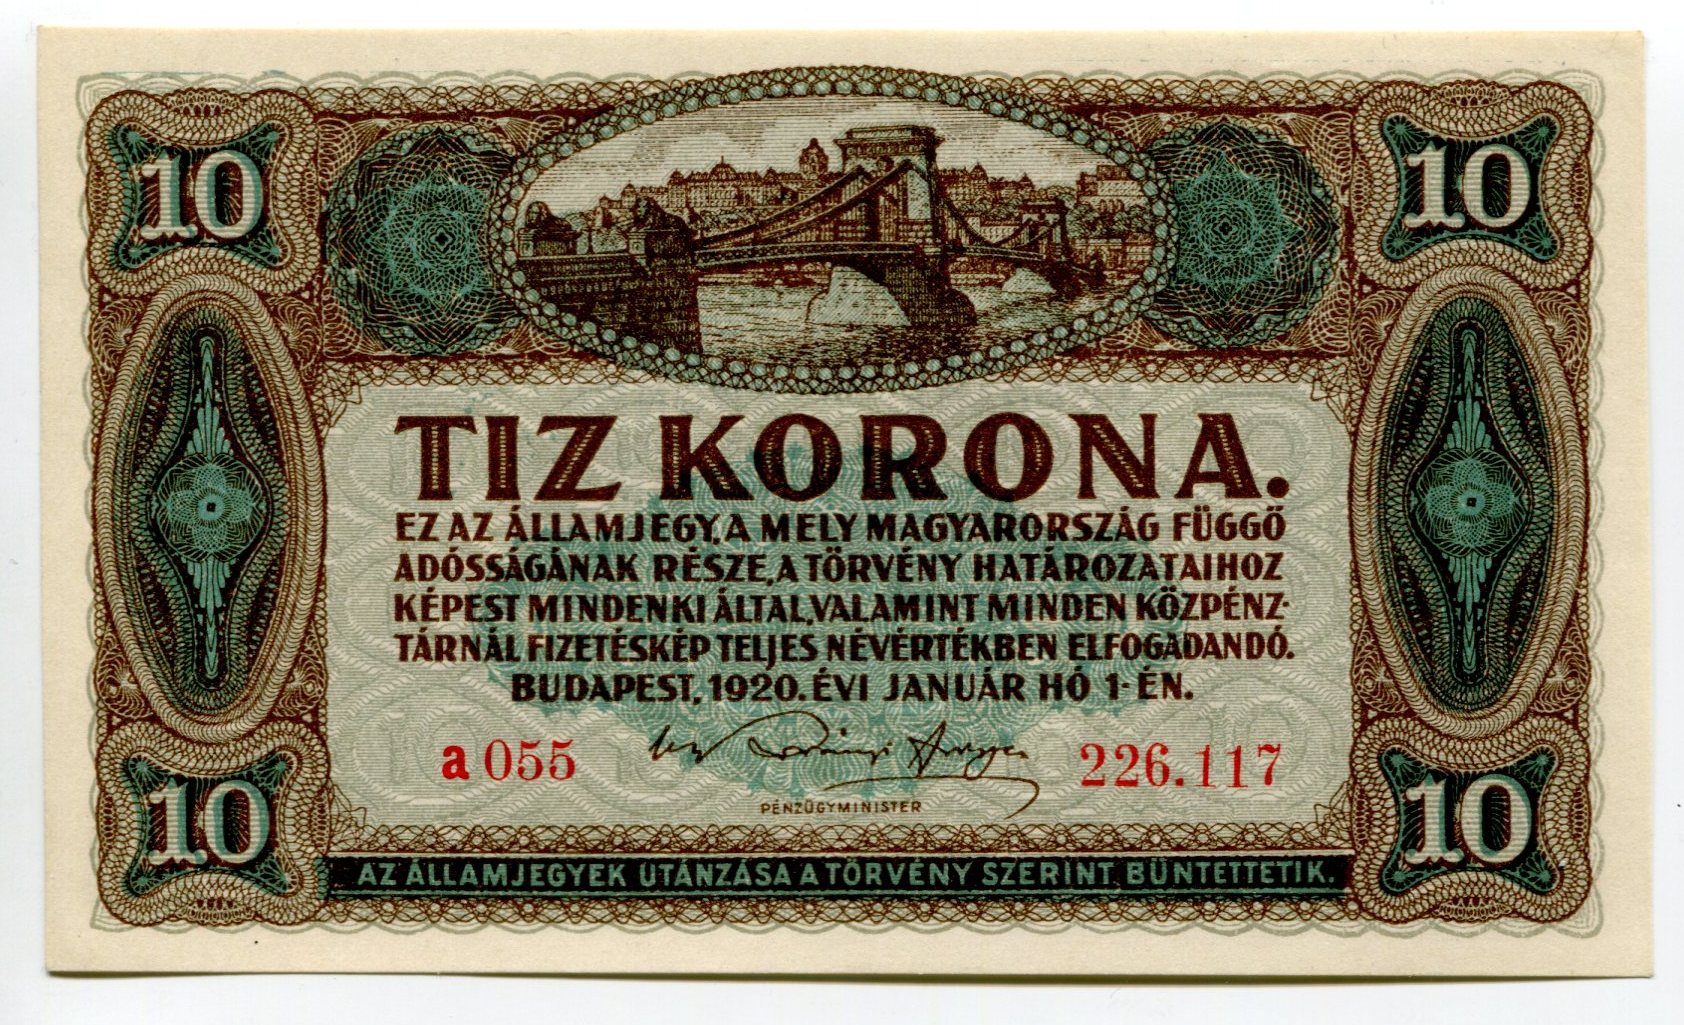 10 10
TIZ KORONA.
EZ AZ ÁLLAMJEGY, A MELY MAGYARORSZÁG FÜGGŐ
ADÓSSÁGÁNAK RÉSZE, A TÖRVÉNY HATÁROZATAIHOZ
KÉPEST MINDENKI ÁLTAL, VALAMINT MINDEN KÖZPÉNZ-
TÁRNÁL FIZETÉSKÉP TELJES NÉVÉRTÉKBEN ELFOGADANDÓ.
BUDAPEST, 1920. ÉVI JANUÁR HÓ 1-ÉN.
a 055 226.117
PÉNZÜGYMINISTER
10 10
AZ ÁLLAMJEGYEK UTÁNZÁSA A TÖRVÉNY SZERINT BÜNTETTETIK.